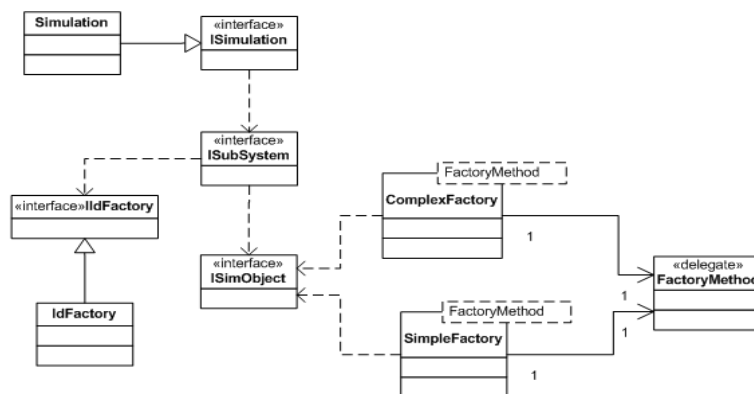 Simulation
«interface»
ISimulation
«interface»
ISubSystem
FactoryMethod
ComplexFactory
«interface»IIdFactory
1
«interface»
ISimObject
«delegate»
FactoryMethod
1
IdFactory
FactoryMethod
1
SimpleFactory
1